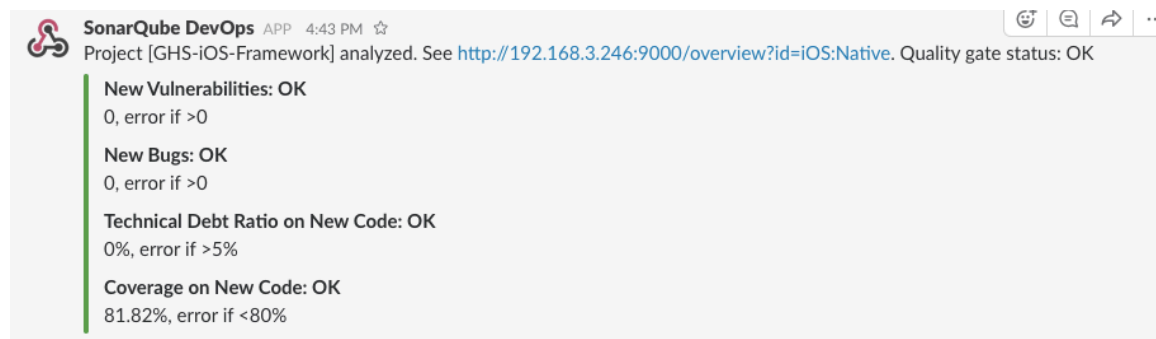 SonarQube DevOps APP 4:43 PM
Project [GHS-iOS-Framework] analyzed. See http://192.168.3.246:9000/overview?id=iOS:Native. Quality gate status: OK
New Vulnerabilities: OK
0, error if >0
New Bugs: OK
0, error if >0
Technical Debt Ratio on New Code: OK
0%, error if >5%
Coverage on New Code: OK
81.82%, error if <80%